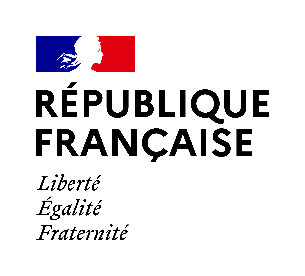 RÉPUBLIQUE
FRANÇAISE
Liberté
Égalité
Fraternité